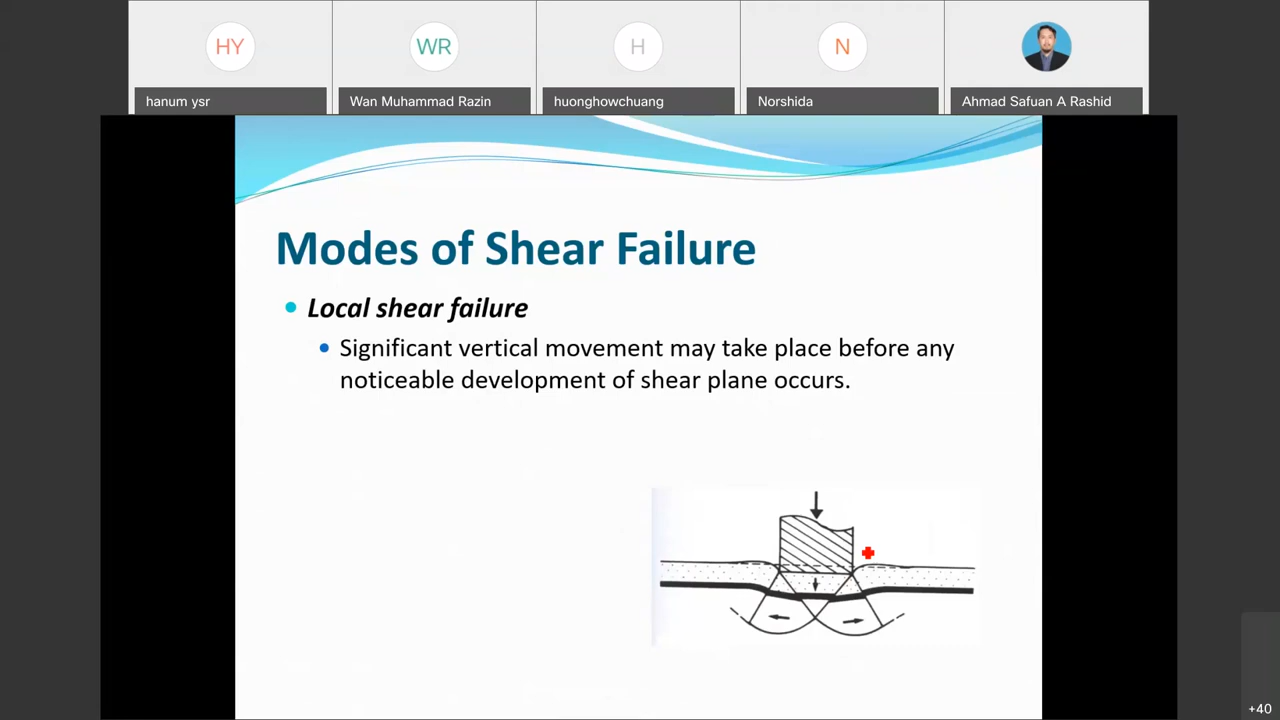 HY
WR
H
N
hanum ysr
Wan Muhammad Razin
huonghowchuang
Norshida
Ahmad Safuan A Rashid
Modes of Shear Failure
Local shear failure
Significant vertical movement may take place before any
noticeable development of shear plane occurs.
+40